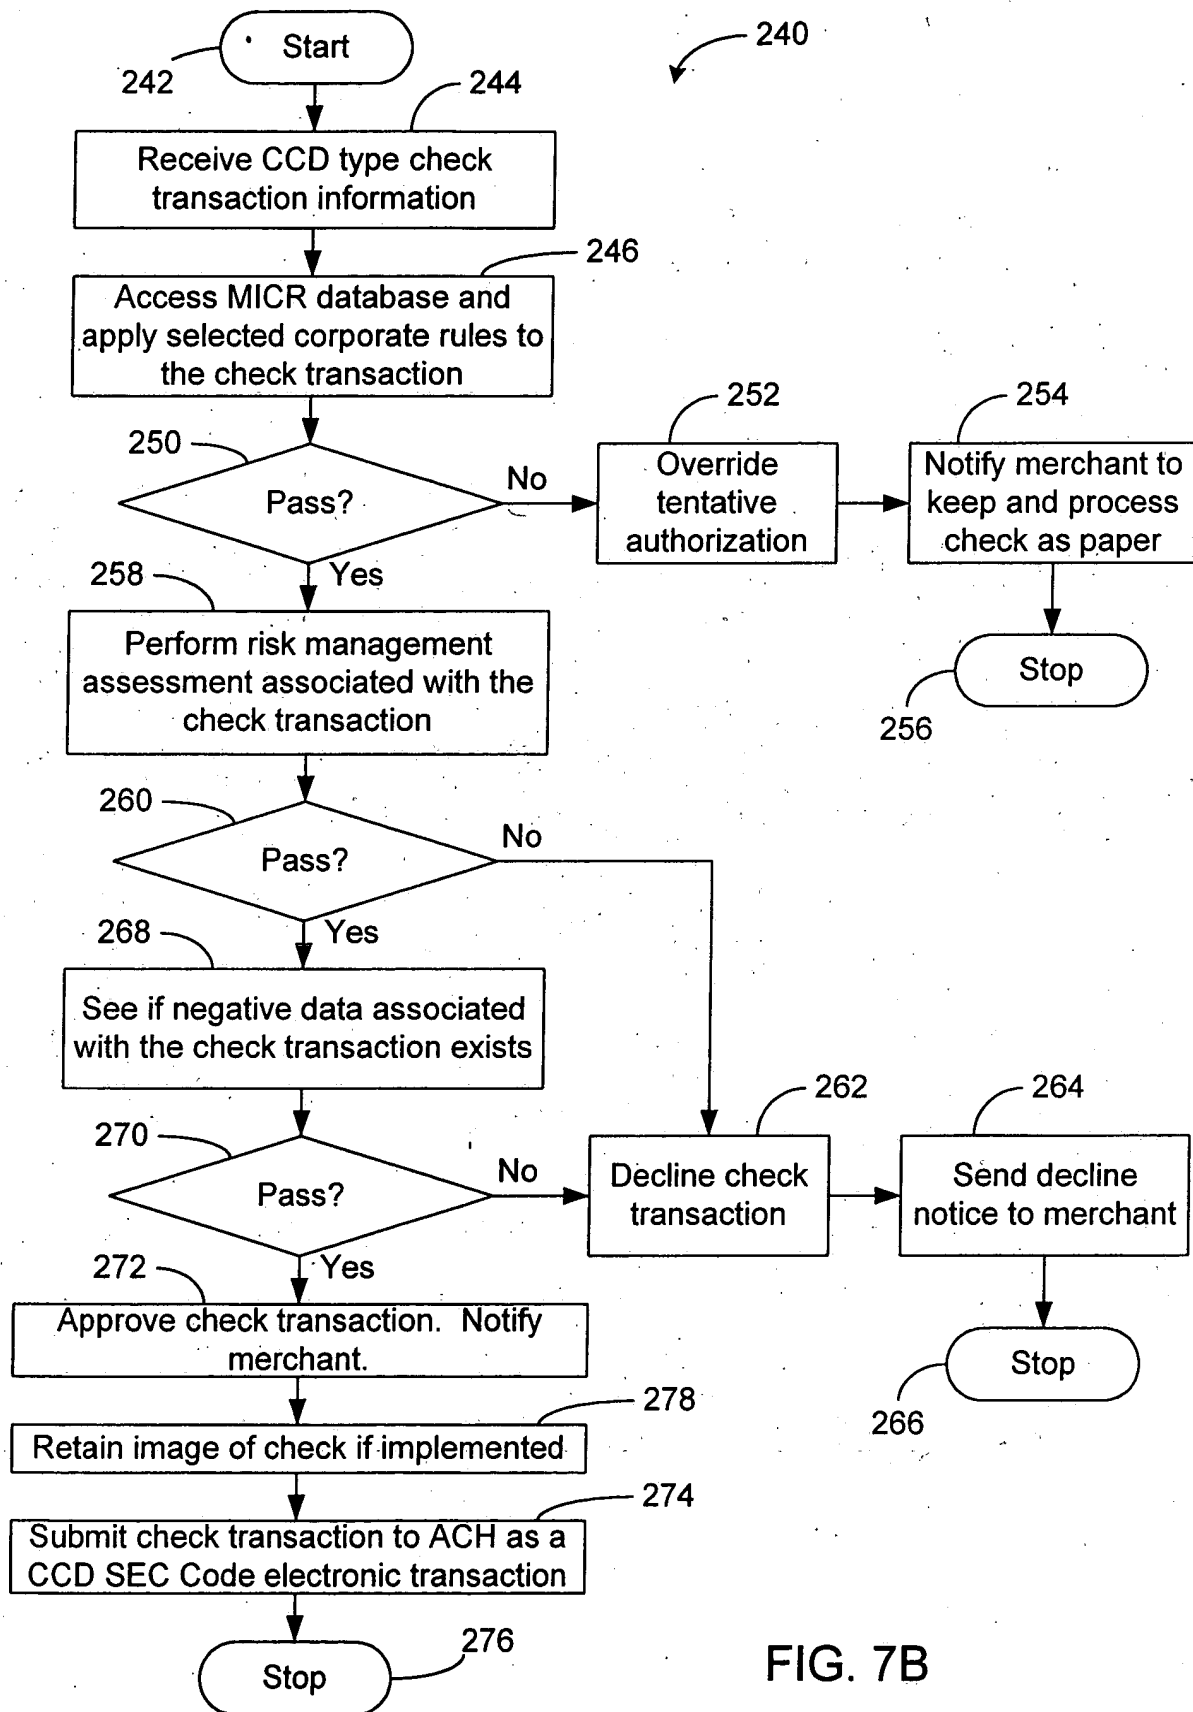 Start
240
242
244
Receive CCD type check
transaction information
246
Access MICR database and
apply selected corporate rules to
the check transaction
250
Pass?
No
252
Override
tentative
authorization
254
Notify merchant to
keep and process
check as paper
Yes
258
Perform risk management
assessment associated with the
check transaction
Stop
256
260
Pass?
No
Yes
268
See if negative data associated
with the check transaction exists
270
Pass?
No
262
Decline check
transaction
264
Send decline
notice to merchant
Yes
272
Approve check transaction. Notify
merchant.
Stop
266
278
Retain image of check if implemented
274
Submit check transaction to ACH as a
CCD SEC Code electronic transaction
276
Stop
FIG. 7B